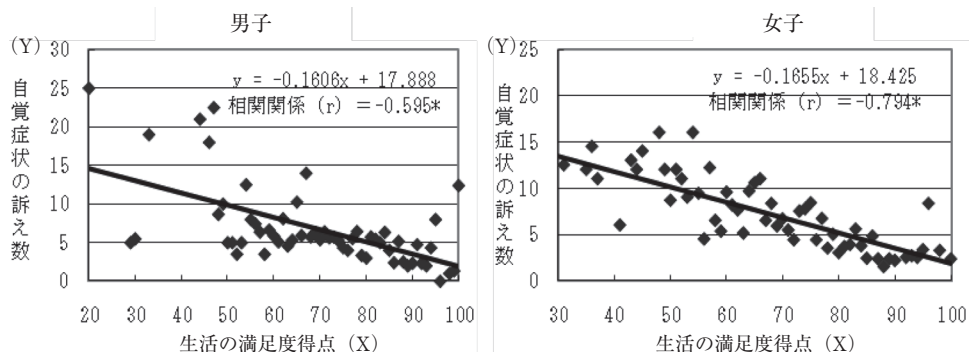 男子
(Y)
30
25
20
15
10
5
0
自覚症状の訴え数
y = -0.1606x + 17.888
相関関係 (r) =-0.595*
20 30 40 50 60 70 80 90 100
生活の満足度得点 (X)
女子
(Y)
25
20
15
10
5
0
自覚症状の訴え数
y = -0.1655x + 18.425
相関関係 (r) =-0.794*
30 40 50 60 70 80 90 100
生活の満足度得点 (X)